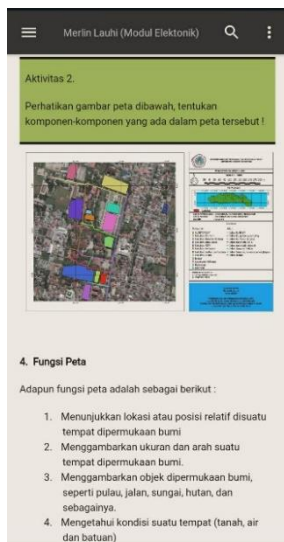 Merlin Lauhi (Modul Elektonik)
Aktivitas 2.
Perhatikan gambar peta dibawah, tentukan
komponen-komponen yang ada dalam peta tersebut !
4. Fungsi Peta
Adapun fungsi peta adalah sebagai berikut :
1. Menunjukkan lokasi atau posisi relatif disuatu
tempat dipermukaan bumi
2. Menggambarkan ukuran dan arah suatu
tempat dipermukaan bumi.
3. Menggambarkan objek dipermukaan bumi,
seperti pulau, jalan, sungai, hutan, dan
sebagainya.
4. Mengetahui kondisi suatu tempat (tanah, air
dan batuan)